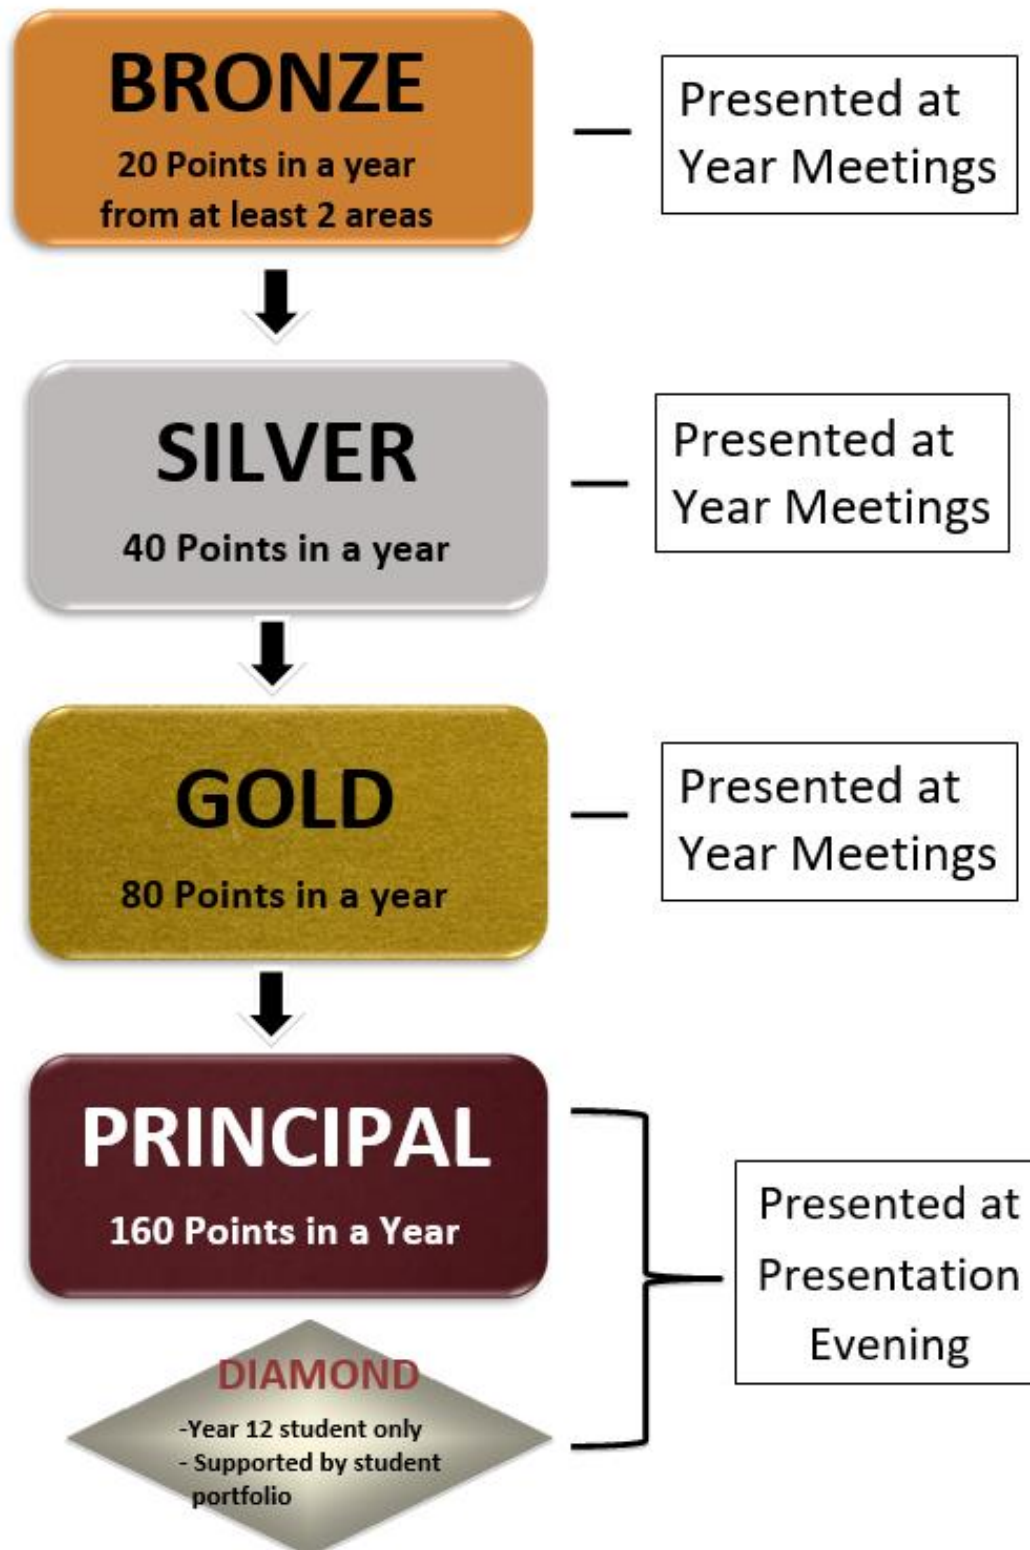 BRONZE
20 Points in a year
from at least 2 areas
Presented at
Year Meetings
SILVER
40 Points in a year
Presented at
Year Meetings
GOLD
80 Points in a year
Presented at
Year Meetings
PRINCIPAL
160 Points in a Year
Presented at
Presentation
Evening
DIAMOND
-Year 12 student only
- Supported by student
portfolio